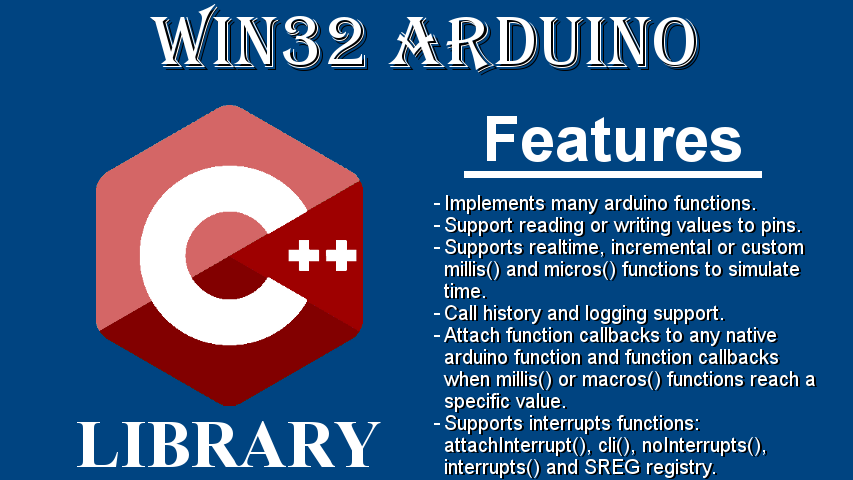 WIN32 ARDUINO
Features
- Implements many arduino functions.
- Support reading or writing values to pins.
- Supports realtime, incremental or custom
millis() and micros() functions to simulate
time.
- Call history and logging support.
- Attach function callbacks to any native
arduino function and function callbacks
when millis() or macros() functions reach a
specific value.
- Supports interrupts functions:
attachInterrupt(), cli(), noInterrupts(),
interrupts() and SREG registry.
C++
LIBRARY